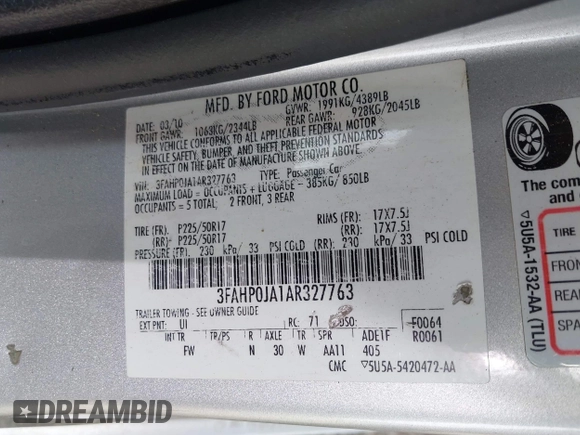 MFD. BY FORD MOTOR CO.
DATE: 03/10 GVWR: 1991KG/4389LB
FRONT GAWR: 1063KG/2344LB REAR GAWR: 928KG/2045LB
THIS VEHICLE CONFORMS TO ALL APPLICABLE FEDERAL MOTOR
VEHICLE SAFETY, BUMPER, AND THEFT PREVENTION STANDARDS
IN EFFECT ON THE DATE OF MANUFACTURE SHOWN ABOVE.
VIN: 3FAHP0JA1AR327763 TYPE: Passenger Car
MAXIMUM LOAD = OCCUPANTS + LUGGAGE = 385KG/850LB
OCCUPANTS = 5 TOTAL; 2 FRONT, 3 REAR
TIRE (FR): P225/50R17 RIMS (FR): 17X7.5J
(RR): P225/50R17 (RR): 17X7.5J
PRESSURE (FR): 230 kPa/ 33 PSI COLD (RR): 230 kPa/ 33 PSI COLD
3FAHP0JA1AR327763
TRAILER TOWING - SEE OWNER GUIDE
EXT PNT: UI RC: 71 DSO: F0064
INT TR TP/PS R AXLE TR SPR ADE1F R0061
FW N 30 W AA11 405
CMC ▽5U5A-5420472-AA
The com
and
TIRE
FRON
REA
SPA
▽5U5A-1532-AA (TLU)
DREAMBID